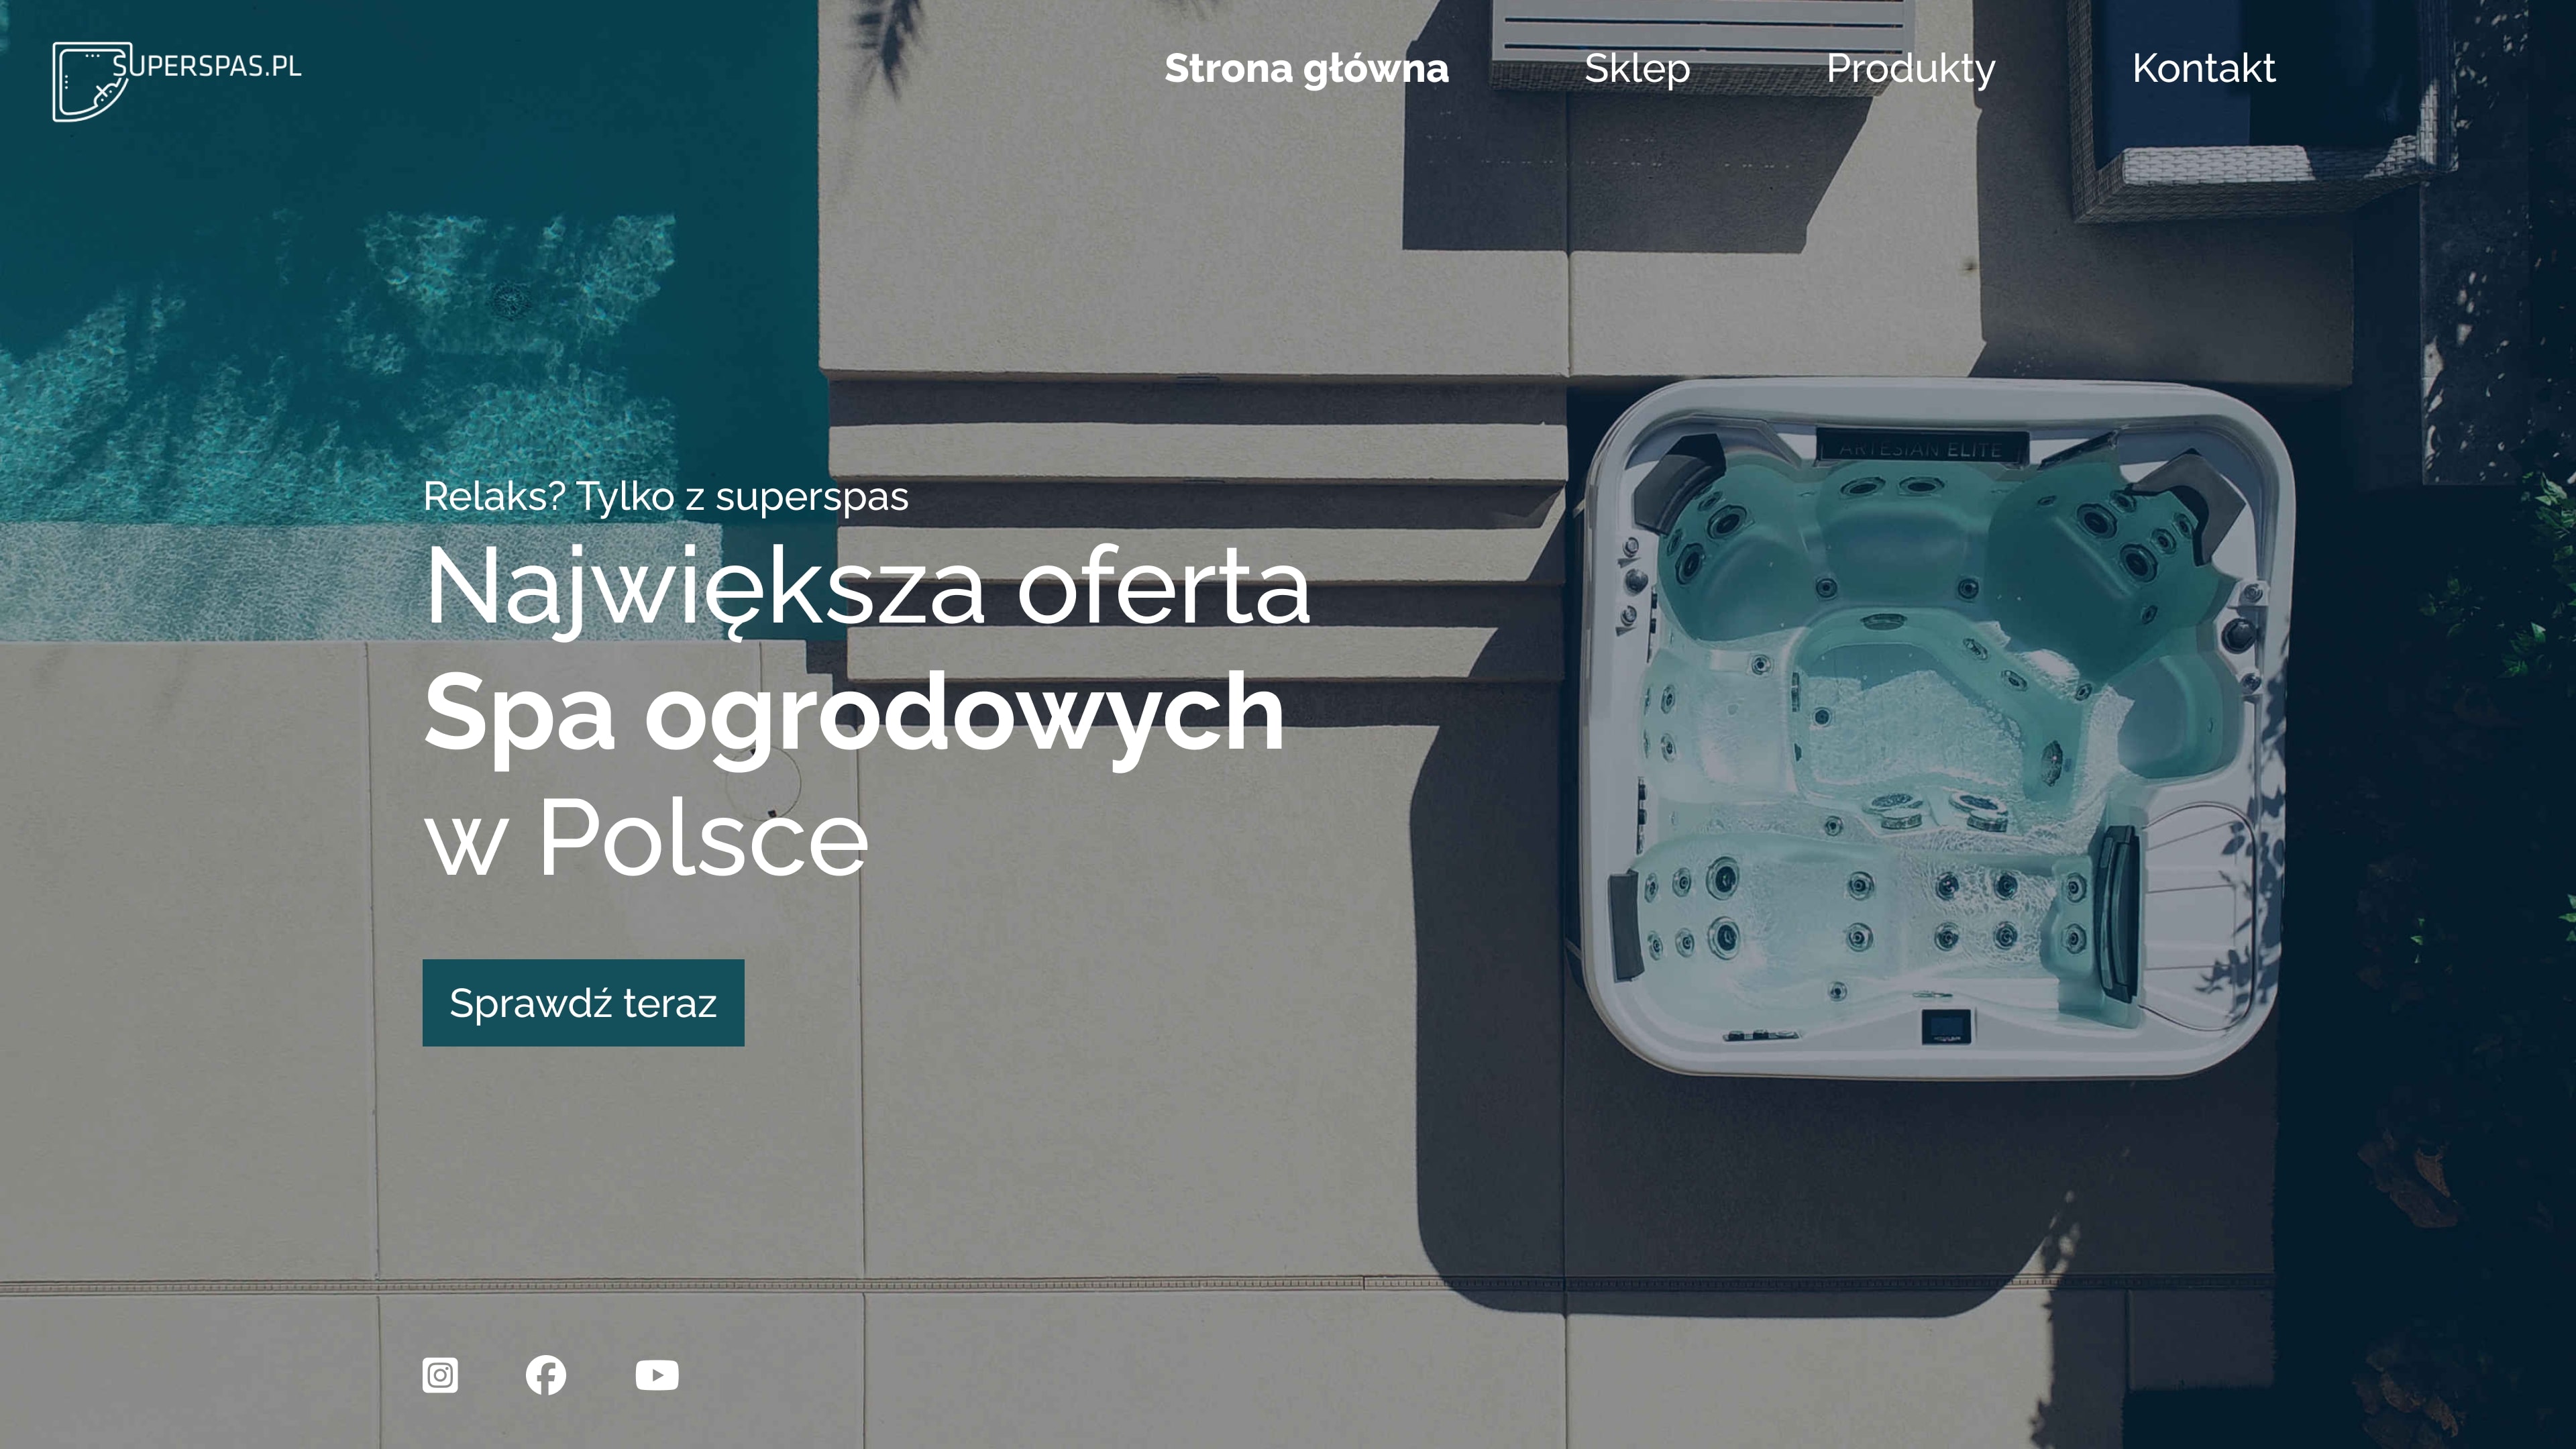 SUPERSPAS.PL
Strona główna
Sklep
Produkty
Kontakt
ARTESIAN ELITE
Relaks? Tylko z superspas
Największa oferta
Spa ogrodowych
w Polsce
Sprawdź teraz